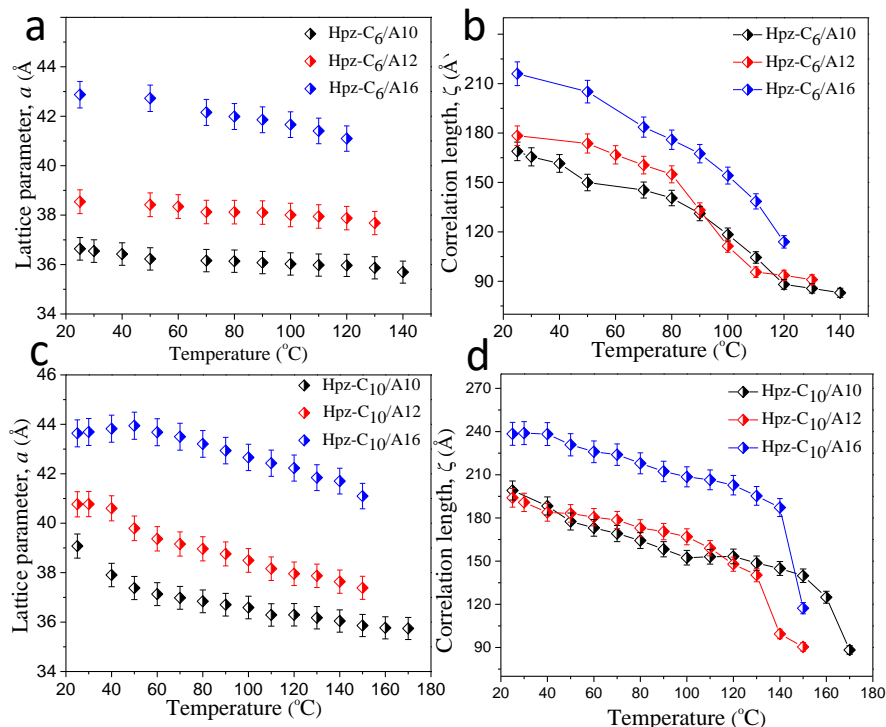 a
Hpz-C6/A10
Hpz-C6/A12
Hpz-C6/A16
Lattice parameter, a (Å
44
42
40
38
36
34
20 40 60 80 100 120 140
Temperature (oC)
b
Hpz-C6/A10
Hpz-C6/A12
Hpz-C6/A16
Correlation length, ζ (Å)
210
180
150
120
90
20 40 60 80 100 120 140
Temperature (oC)
c
Hpz-C10/A10
Hpz-C10/A12
Hpz-C10/A16
Lattice parameter, a (Å)
46
44
42
40
38
36
34
20 40 60 80 100 120 140 160 180
Temperature (oC)
d
Hpz-C10/A10
Hpz-C10/A12
Hpz-C10/A16
Correlation length, ζ (Å)
270
240
210
180
150
120
90
20 40 60 80 100 120 140 160 180
Temperature (oC)